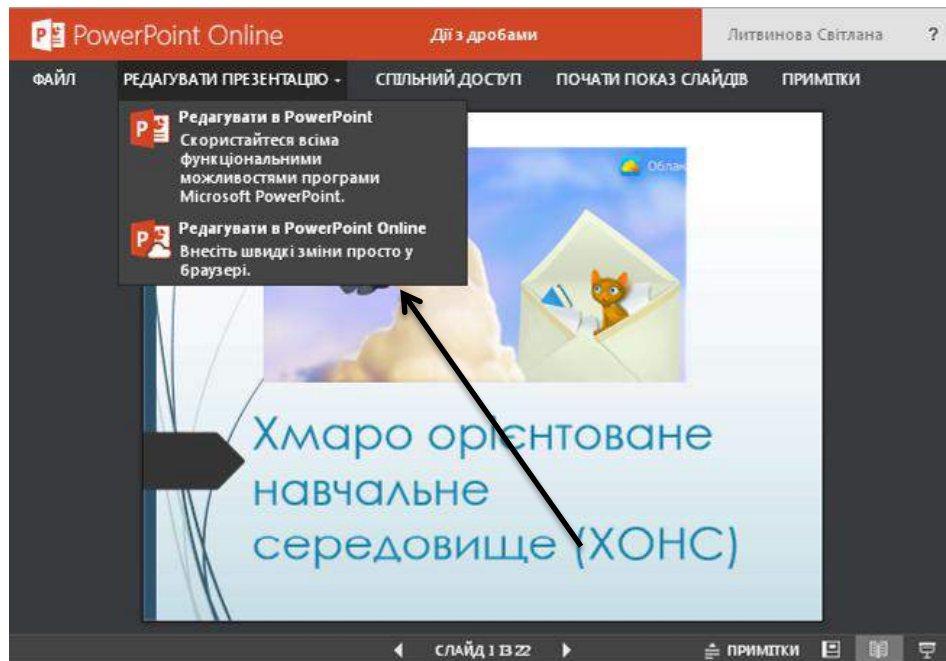 PowerPoint Online
Дії з дробами
Литвинова Світлана
?
ФАЙЛ
РЕДАГУВАТИ ПРЕЗЕНТАЦІЮ
СПІЛЬНИЙ ДОСТУП
ПОЧАТИ ПОКАЗ СЛАЙДІВ
ПРИМІТКИ
Редагувати в PowerPoint
Скористайтеся всіма
функціональними
можливостями програми
Microsoft PowerPoint.
Редагувати в PowerPoint Online
Внесіть швидкі зміни просто у
браузері.
Хмаро орієнтоване
навчальне
середовище (ХОНС)
СЛАЙД 1 ІЗ 22
ПРИМІТКИ